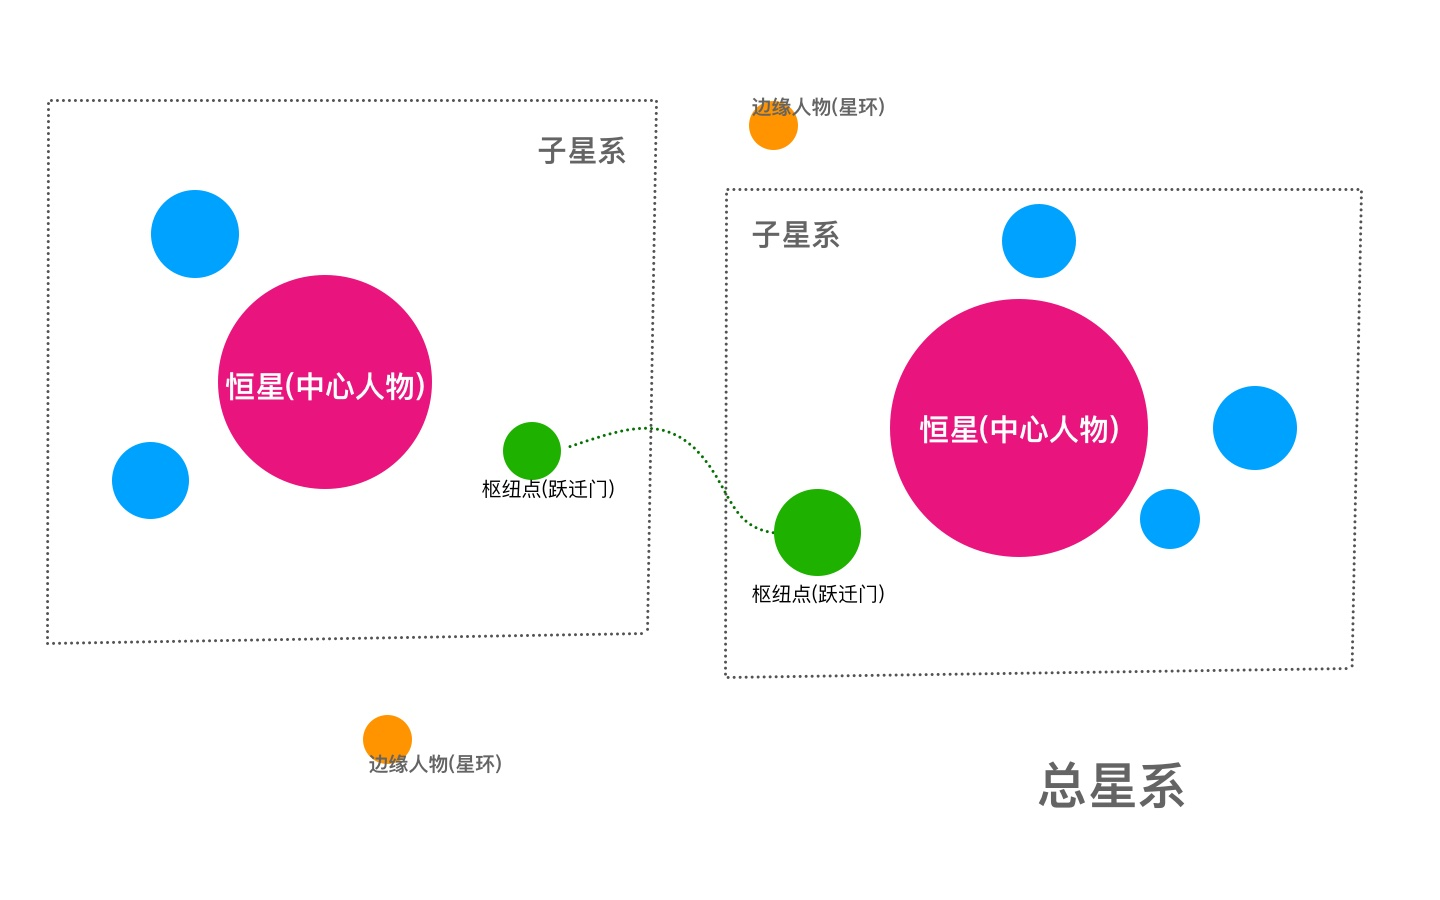 边缘人物(星环)
子星系
子星系
恒星(中心人物)
恒星(中心人物)
枢纽点(跃迁门)
枢纽点(跃迁门)
边缘人物(星环)
总星系